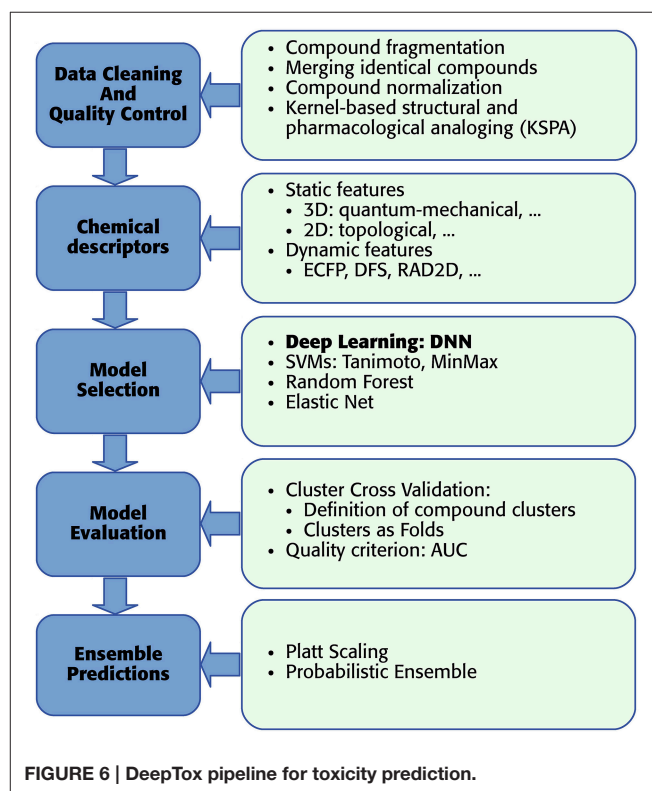 Data Cleaning
And
Quality Control
• Compound fragmentation
• Merging identical compounds
• Compound normalization
• Kernel-based structural and
pharmacological analoging (KSPA)
Chemical
descriptors
• Static features
• 3D: quantum-mechanical, ...
• 2D: topological, ...
• Dynamic features
• ECFP, DFS, RAD2D, ...
Model
Selection
• Deep Learning: DNN
• SVMs: Tanimoto, MinMax
• Random Forest
• Elastic Net
Model
Evaluation
• Cluster Cross Validation:
• Definition of compound clusters
• Clusters as Folds
• Quality criterion: AUC
Ensemble
Predictions
• Platt Scaling
• Probabilistic Ensemble
FIGURE 6 | DeepTox pipeline for toxicity prediction.